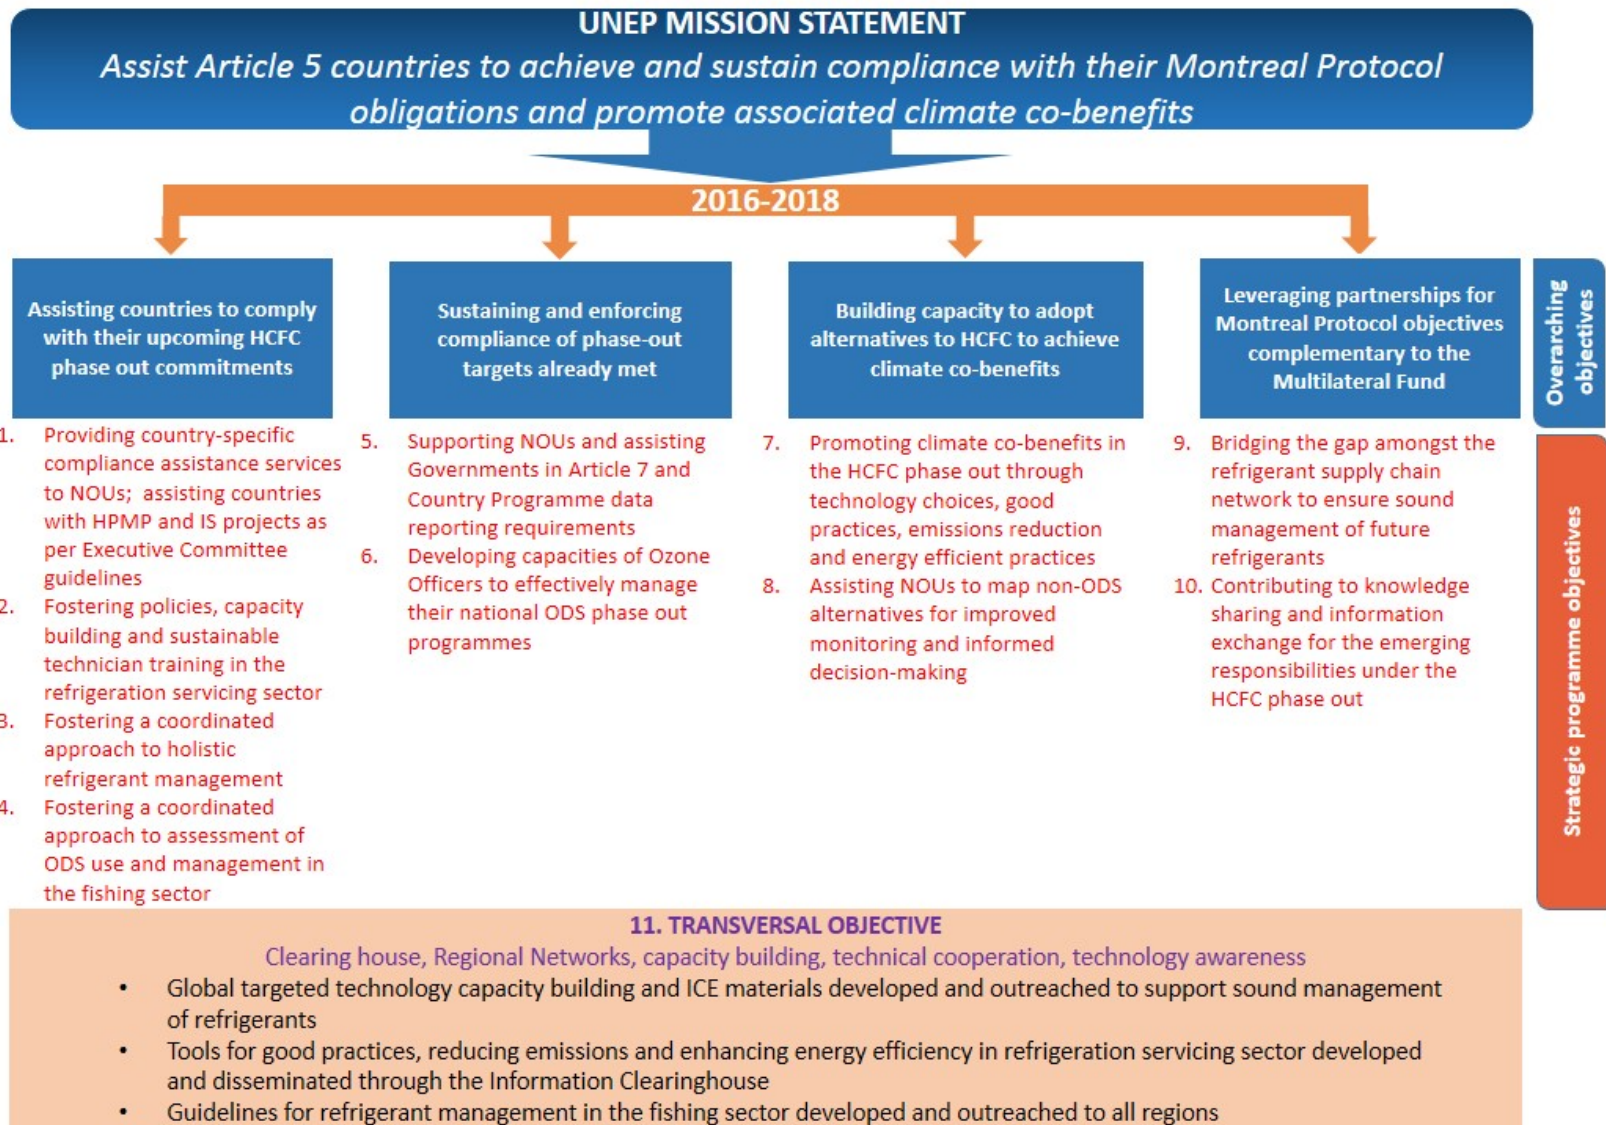 UNEP MISSION STATEMENT
Assist Article 5 countries to achieve and sustain compliance with their Montreal Protocol
obligations and promote associated climate co-benefits
2016-2018
Assisting countries to comply
with their upcoming HCFC
phase out commitments
Sustaining and enforcing
compliance of phase-out
targets already met
Building capacity to adopt
alternatives to HCFC to achieve
climate co-benefits
Leveraging partnerships for
Montreal Protocol objectives
complementary to the
Multilateral Fund
Overarching
objectives
1. Providing country-specific
compliance assistance services
to NOUs; assisting countries
with HPMP and IS projects as
per Executive Committee
guidelines
2. Fostering policies, capacity
building and sustainable
technician training in the
refrigeration servicing sector
3. Fostering a coordinated
approach to holistic
refrigerant management
4. Fostering a coordinated
approach to assessment of
ODS use and management in
the fishing sector
5. Supporting NOUs and assisting
Governments in Article 7 and
Country Programme data
reporting requirements
6. Developing capacities of Ozone
Officers to effectively manage
their national ODS phase out
programmes
7. Promoting climate co-benefits in
the HCFC phase out through
technology choices, good
practices, emissions reduction
and energy efficient practices
8. Assisting NOUs to map non-ODS
alternatives for improved
monitoring and informed
decision-making
9. Bridging the gap amongst the
refrigerant supply chain
network to ensure sound
management of future
refrigerants
10. Contributing to knowledge
sharing and information
exchange for the emerging
responsibilities under the
HCFC phase out
Strategic programme objectives
11. TRANSVERSAL OBJECTIVE
Clearing house, Regional Networks, capacity building, technical cooperation, technology awareness
• Global targeted technology capacity building and ICE materials developed and outreached to support sound management
of refrigerants
• Tools for good practices, reducing emissions and enhancing energy efficiency in refrigeration servicing sector developed
and disseminated through the Information Clearinghouse
• Guidelines for refrigerant management in the fishing sector developed and outreached to all regions